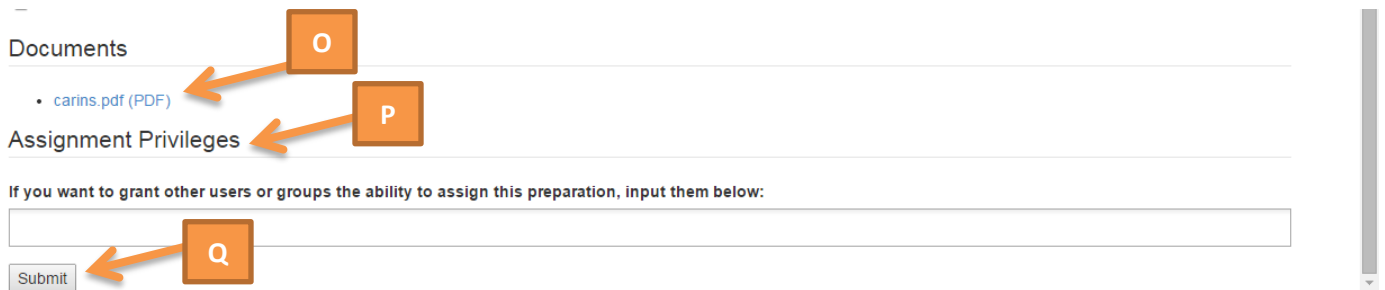 Documents
O
carins.pdf (PDF)
P
Assignment Privileges
If you want to grant other users or groups the ability to assign this preparation, input them below:
Q
Submit